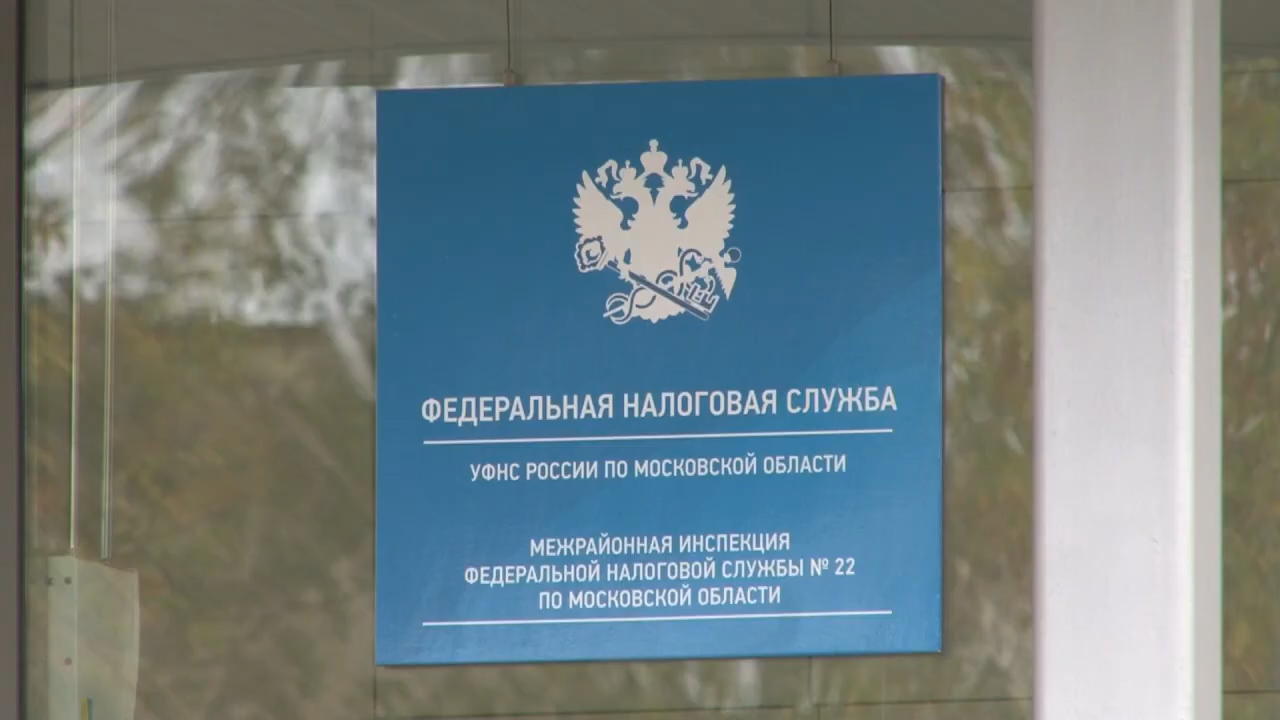 ФЕДЕРАЛЬНАЯ НАЛОГОВАЯ СЛУЖБА
УФНС РОССИИ ПО МОСКОВСКОЙ ОБЛАСТИ
МЕЖРАЙОННАЯ ИНСПЕКЦИЯ
ФЕДЕРАЛЬНОЙ НАЛОГОВОЙ СЛУЖБЫ № 22
ПО МОСКОВСКОЙ ОБЛАСТИ